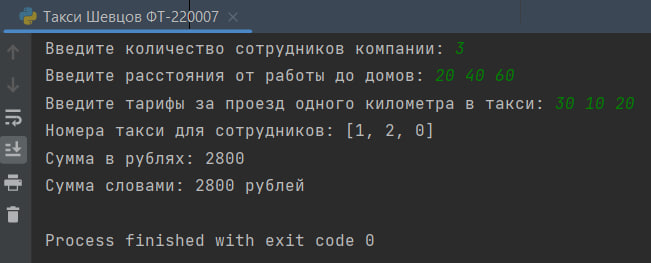 Такси Шевцов ФТ-220007
Введите количество сотрудников компании: 3
Введите расстояния от работы до домов: 20 40 60
Введите тарифы за проезд одного километра в такси: 30 10 20
Номера такси для сотрудников: [1, 2, 0]
Сумма в рублях: 2800
Сумма словами: 2800 рублей
Process finished with exit code 0